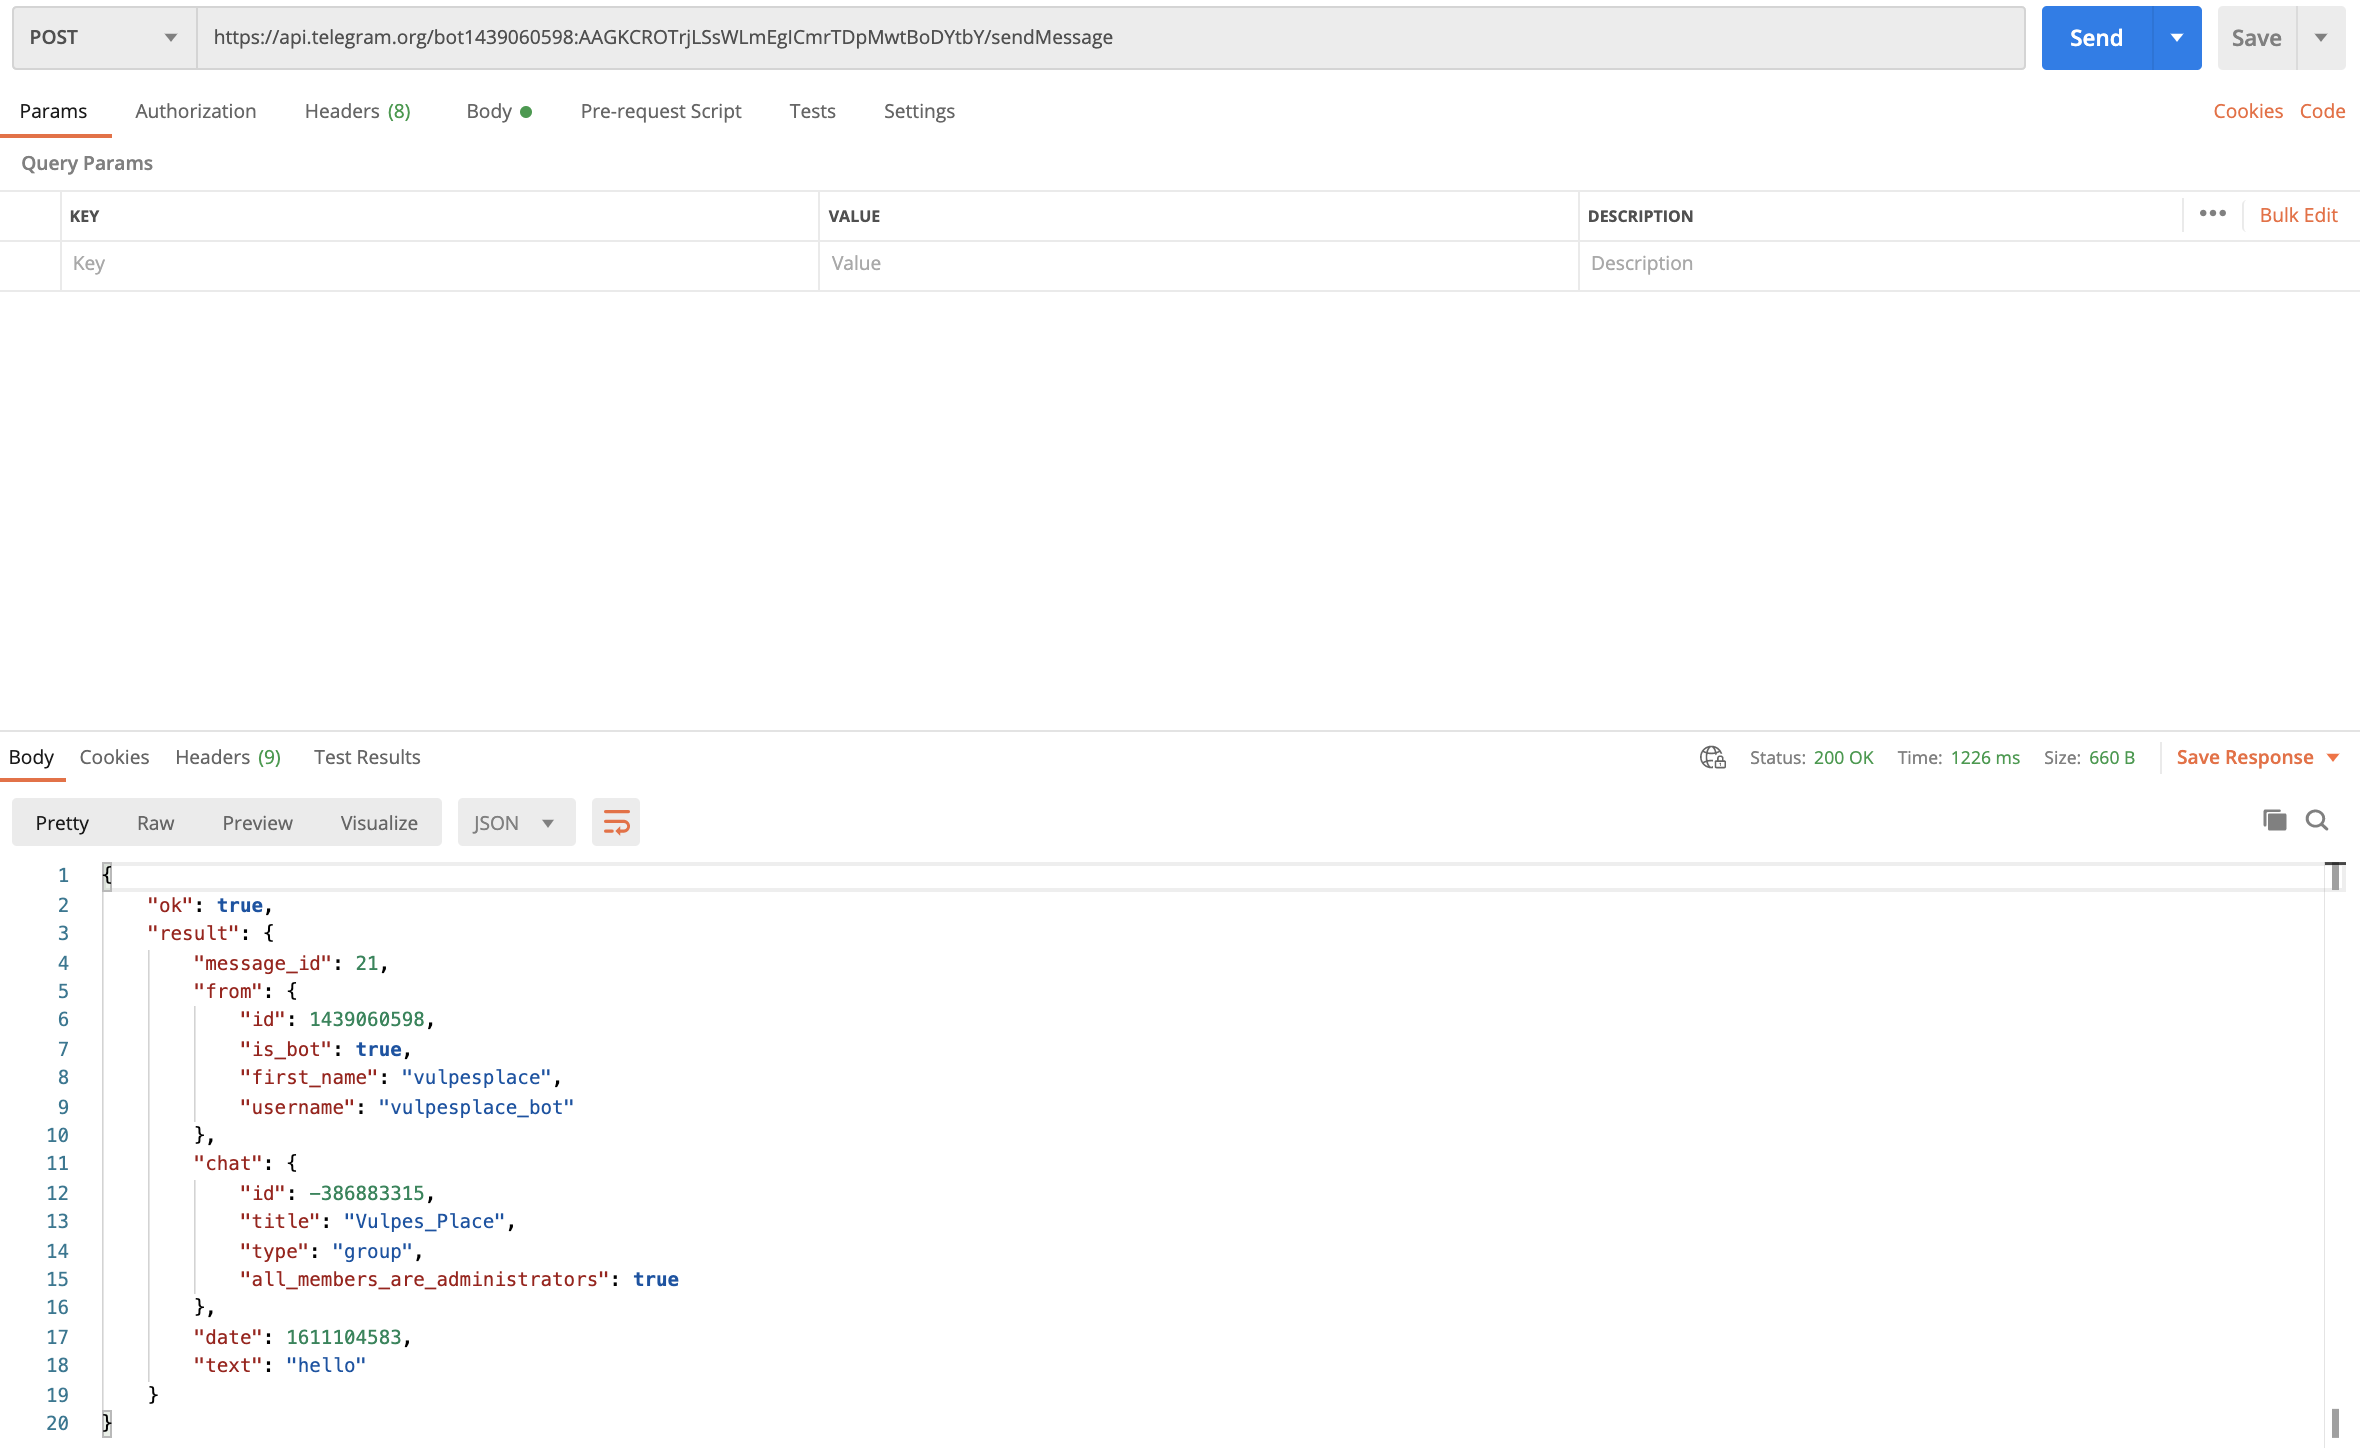 POST https://api.telegram.org/bot1439060598:AAGKCROTrjLSsWLmEgICmrTDpMwtBoDYtbY/sendMessage Send Save
Params Authorization Headers (8) Body Pre-request Script Tests Settings Cookies Code
Query Params
KEY VALUE DESCRIPTION ••• Bulk Edit
Key Value Description
Body Cookies Headers (9) Test Results Status: 200 OK Time: 1226 ms Size: 660 B Save Response
Pretty Raw Preview Visualize JSON
1 {
2 "ok": true,
3 "result": {
4 "message_id": 21,
5 "from": {
6 "id": 1439060598,
7 "is_bot": true,
8 "first_name": "vulpesplace",
9 "username": "vulpesplace_bot"
10 },
11 "chat": {
12 "id": -386883315,
13 "title": "Vulpes_Place",
14 "type": "group",
15 "all_members_are_administrators": true
16 },
17 "date": 1611104583,
18 "text": "hello"
19 }
20 }